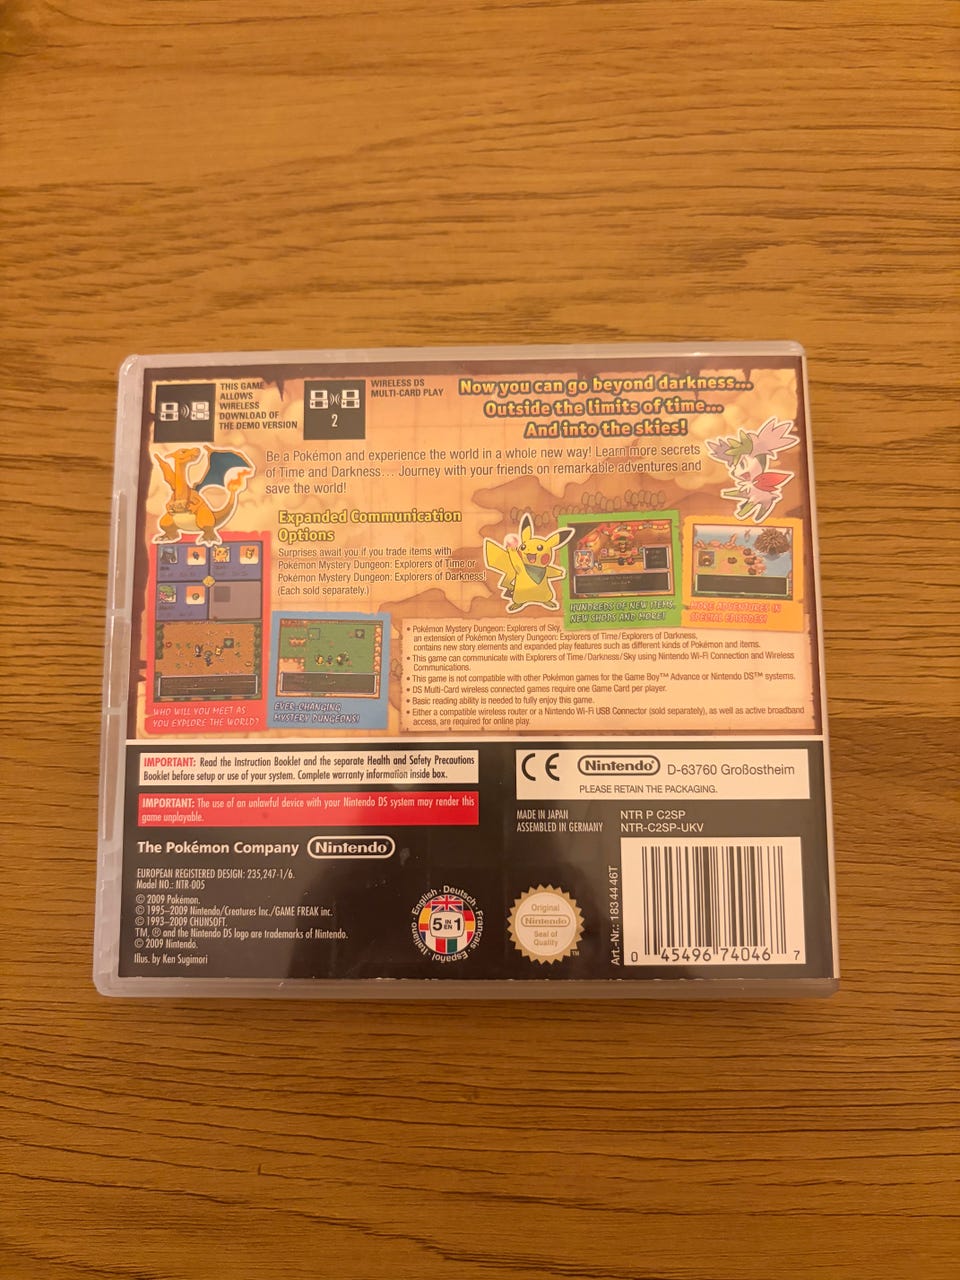 THIS GAME
ALLOWS
WIRELESS
DOWNLOAD OF
THE DEMO VERSION
2
WIRELESS DS
MULTI-CARD PLAY
Now you can go beyond darkness...
Outside the limits of time...
And into the skies!
Be a Pokémon and experience the world in a whole new way! Learn more secrets
of Time and Darkness... Journey with your friends on remarkable adventures and
save the world!
Expanded Communication
Options
Surprises await you if you trade items with
Pokémon Mystery Dungeon: Explorers of Time or
Pokémon Mystery Dungeon: Explorers of Darkness!
(Each sold separately.)
WHO WILL YOU MEET AS
YOU EXPLORE THE WORLD?
EVER-CHANGING
MYSTERY DUNGEONS!
HUNDREDS OF NEW ITEMS,
NEW SHOPS AND MORE!
MORE ADVENTURES IN
SPECIAL EPISODES!
• Pokémon Mystery Dungeon: Explorers of Sky,
an extension of Pokémon Mystery Dungeon: Explorers of Time/Explorers of Darkness,
contains new story elements and expanded play features such as different kinds of Pokémon and items.
• This game can communicate with Explorers of Time/Darkness/Sky using Nintendo Wi-Fi Connection and Wireless
Communications.
• This game is not compatible with other Pokémon games for the Game Boy™ Advance or Nintendo DS™ systems.
• DS Multi-Card wireless connected games require one Game Card per player.
• Basic reading ability is needed to fully enjoy this game.
• Either a compatible wireless router or a Nintendo Wi-Fi USB Connector (sold separately), as well as active broadband
access, are required for online play.
IMPORTANT: Read the Instruction Booklet and the separate Health and Safety Precautions
Booklet before setup or use of your system. Complete warranty information inside box.
IMPORTANT: The use of an unlawful device with your Nintendo DS system may render this
game unplayable.
The Pokémon Company Nintendo
EUROPEAN REGISTERED DESIGN: 235,247-1/6.
Model NO.: NTR-005
© 2009 Pokémon.
© 1995–2009 Nintendo/Creatures Inc./GAME FREAK inc.
© 1993–2009 CHUNSOFT.
TM, ® and the Nintendo DS logo are trademarks of Nintendo.
© 2009 Nintendo.
Illus. by Ken Sugimori
English · Deutsch · Français · Español · Italiano ·
5 IN EN 1
Original
Nintendo
Seal of
Quality
TM
CE Nintendo D-63760 Großostheim
PLEASE RETAIN THE PACKAGING.
MADE IN JAPAN
ASSEMBLED IN GERMANY
NTR P C2SP
NTR-C2SP-UKV
Art.-Nr.: 183 44 46T
0 45496 74046 7